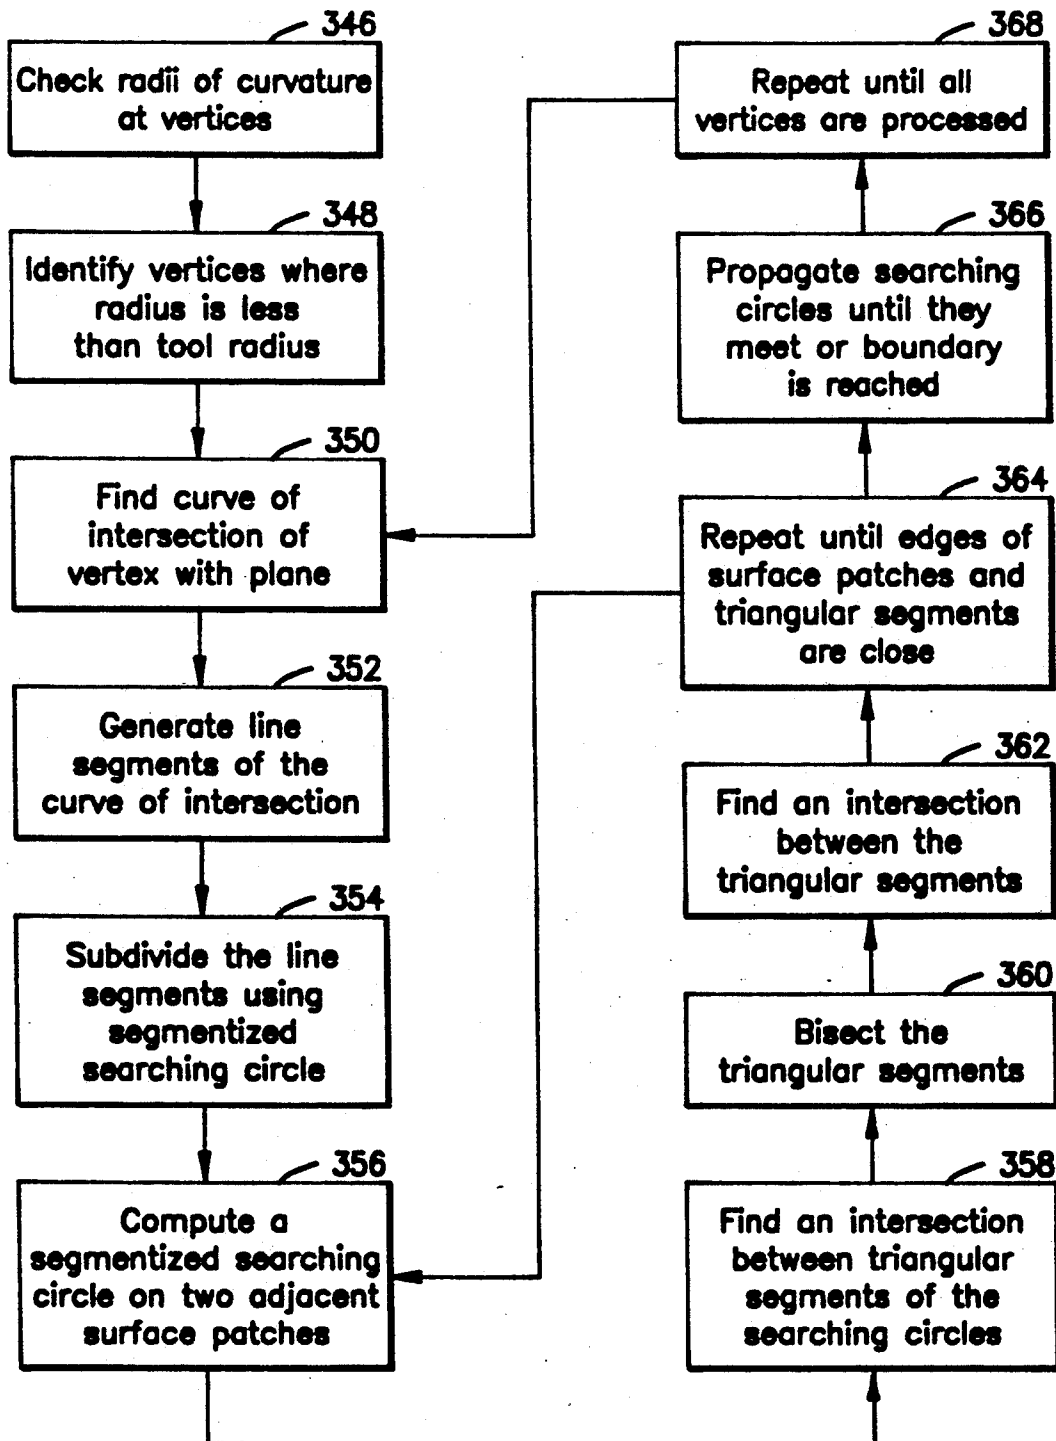 346
Check radii of curvature
at vertices
348
Identify vertices where
radius is less
than tool radius
350
Find curve of
intersection of
vertex with plane
352
Generate line
segments of the
curve of intersection
354
Subdivide the line
segments using
segmentized
searching circle
356
Compute a
segmentized searching
circle on two adjacent
surface patches
368
Repeat until all
vertices are processed
366
Propagate searching
circles until they
meet or boundary
is reached
364
Repeat until edges of
surface patches and
triangular segments
are close
362
Find an intersection
between the
triangular segments
360
Bisect the
triangular segments
358
Find an intersection
between triangular
segments of the
searching circles